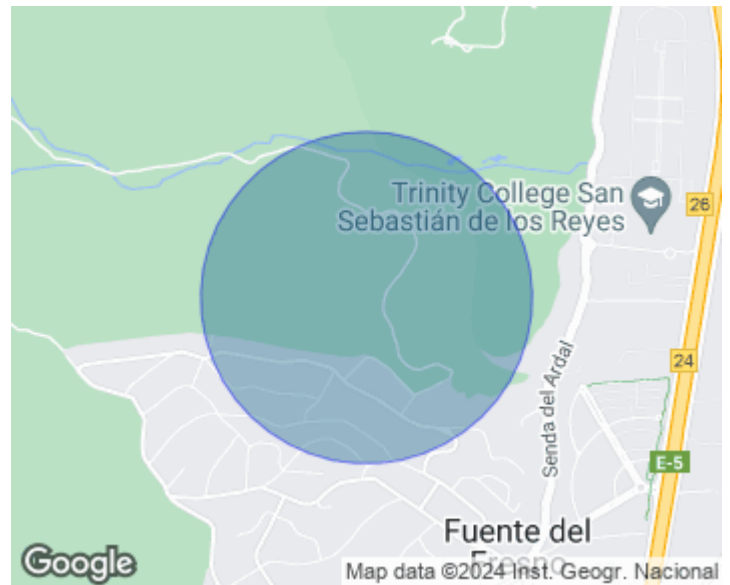 Trinity College San
Sebastián de los Reyes
26
24
Senda del Ardal
E-5
Fuente del
Fresno
Google
Map data ©2024 Inst. Geogr. Nacional